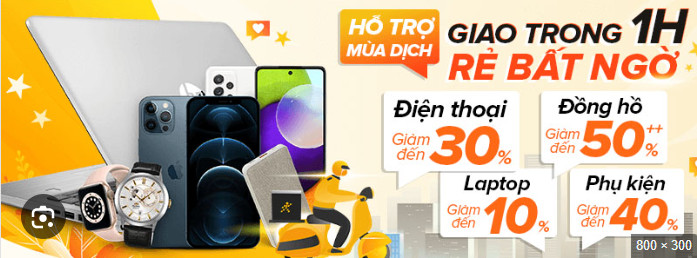 HỖ TRỢ
MÙA DỊCH
GIAO TRONG 1H
RẺ BẤT NGỜ
Điện thoại
Giảm đến 30%
Đồng hồ
Giảm đến 50++%
Laptop
Giảm đến 10%
Phụ kiện
Giảm đến 40%
800 × 300